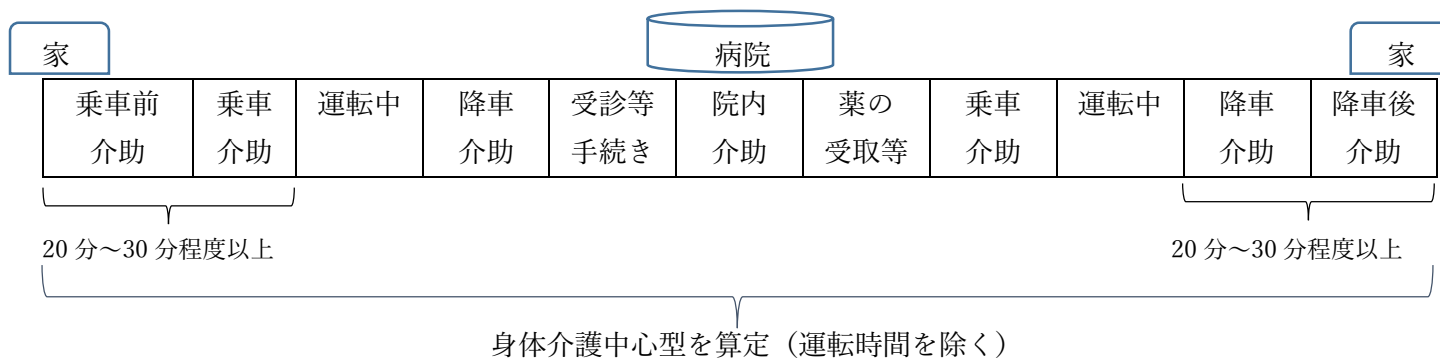 家
病院
家
乗車前
介助
乗車
介助
運転中
降車
介助
受診等
手続き
院内
介助
薬の
受取等
乗車
介助
運転中
降車
介助
降車後
介助
20 分～30 分程度以上
20 分～30 分程度以上
身体介護中心型を算定（運転時間を除く）